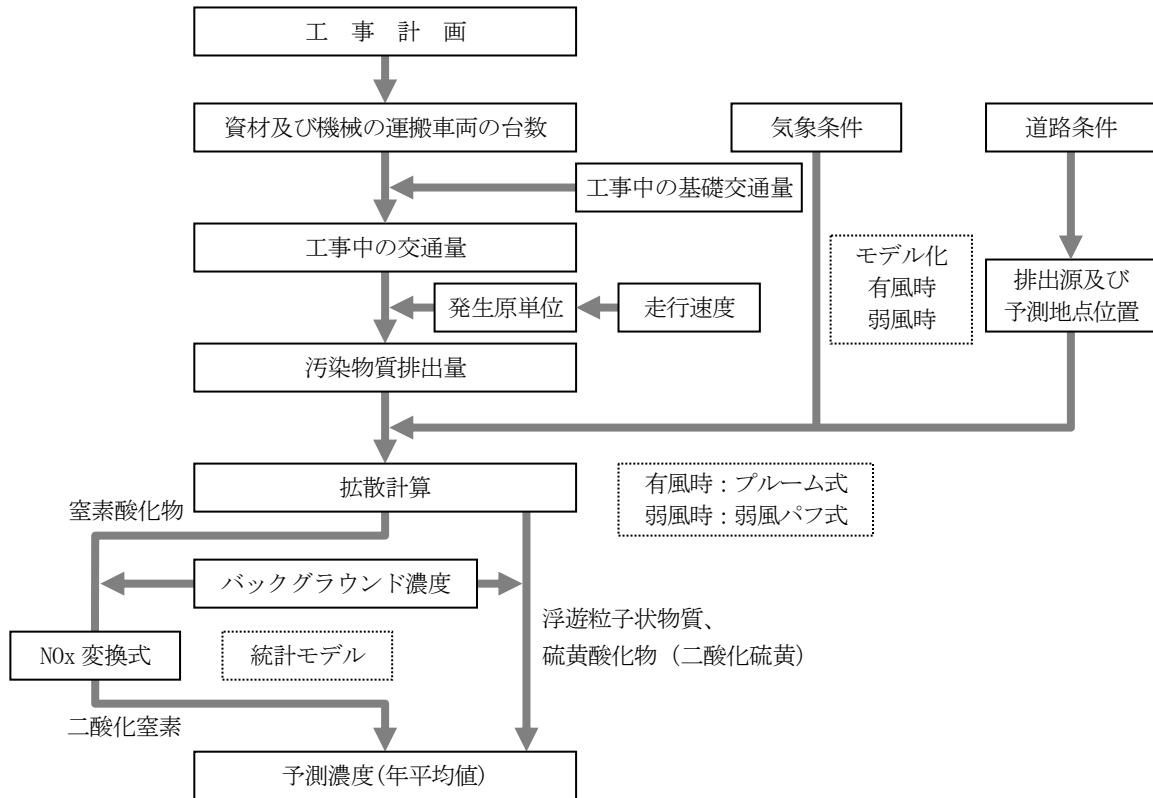 工 事 計 画
資材及び機械の運搬車両の台数
気象条件
道路条件
工事中の基礎交通量
工事中の交通量
モデル化
有風時
弱風時
排出源及び
予測地点位置
発生原単位
走行速度
汚染物質排出量
拡散計算
有風時：プルーム式
弱風時：弱風パフ式
窒素酸化物
バックグラウンド濃度
浮遊粒子状物質、
硫黄酸化物（二酸化硫黄）
NOx 変換式
統計モデル
二酸化窒素
予測濃度(年平均値)